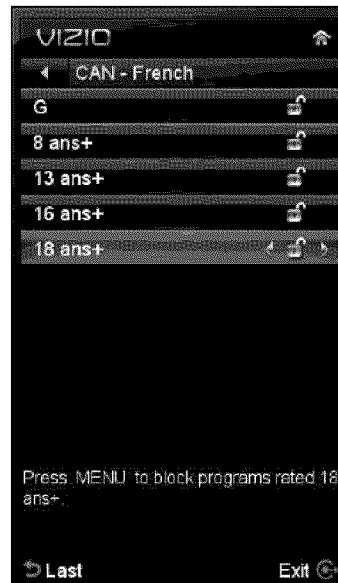 VIZIO
CAN - French
G
8 ans+
13 ans+
16 ans+
18 ans+
Press MENU to block programs rated 18
ans+.
Last
Exit